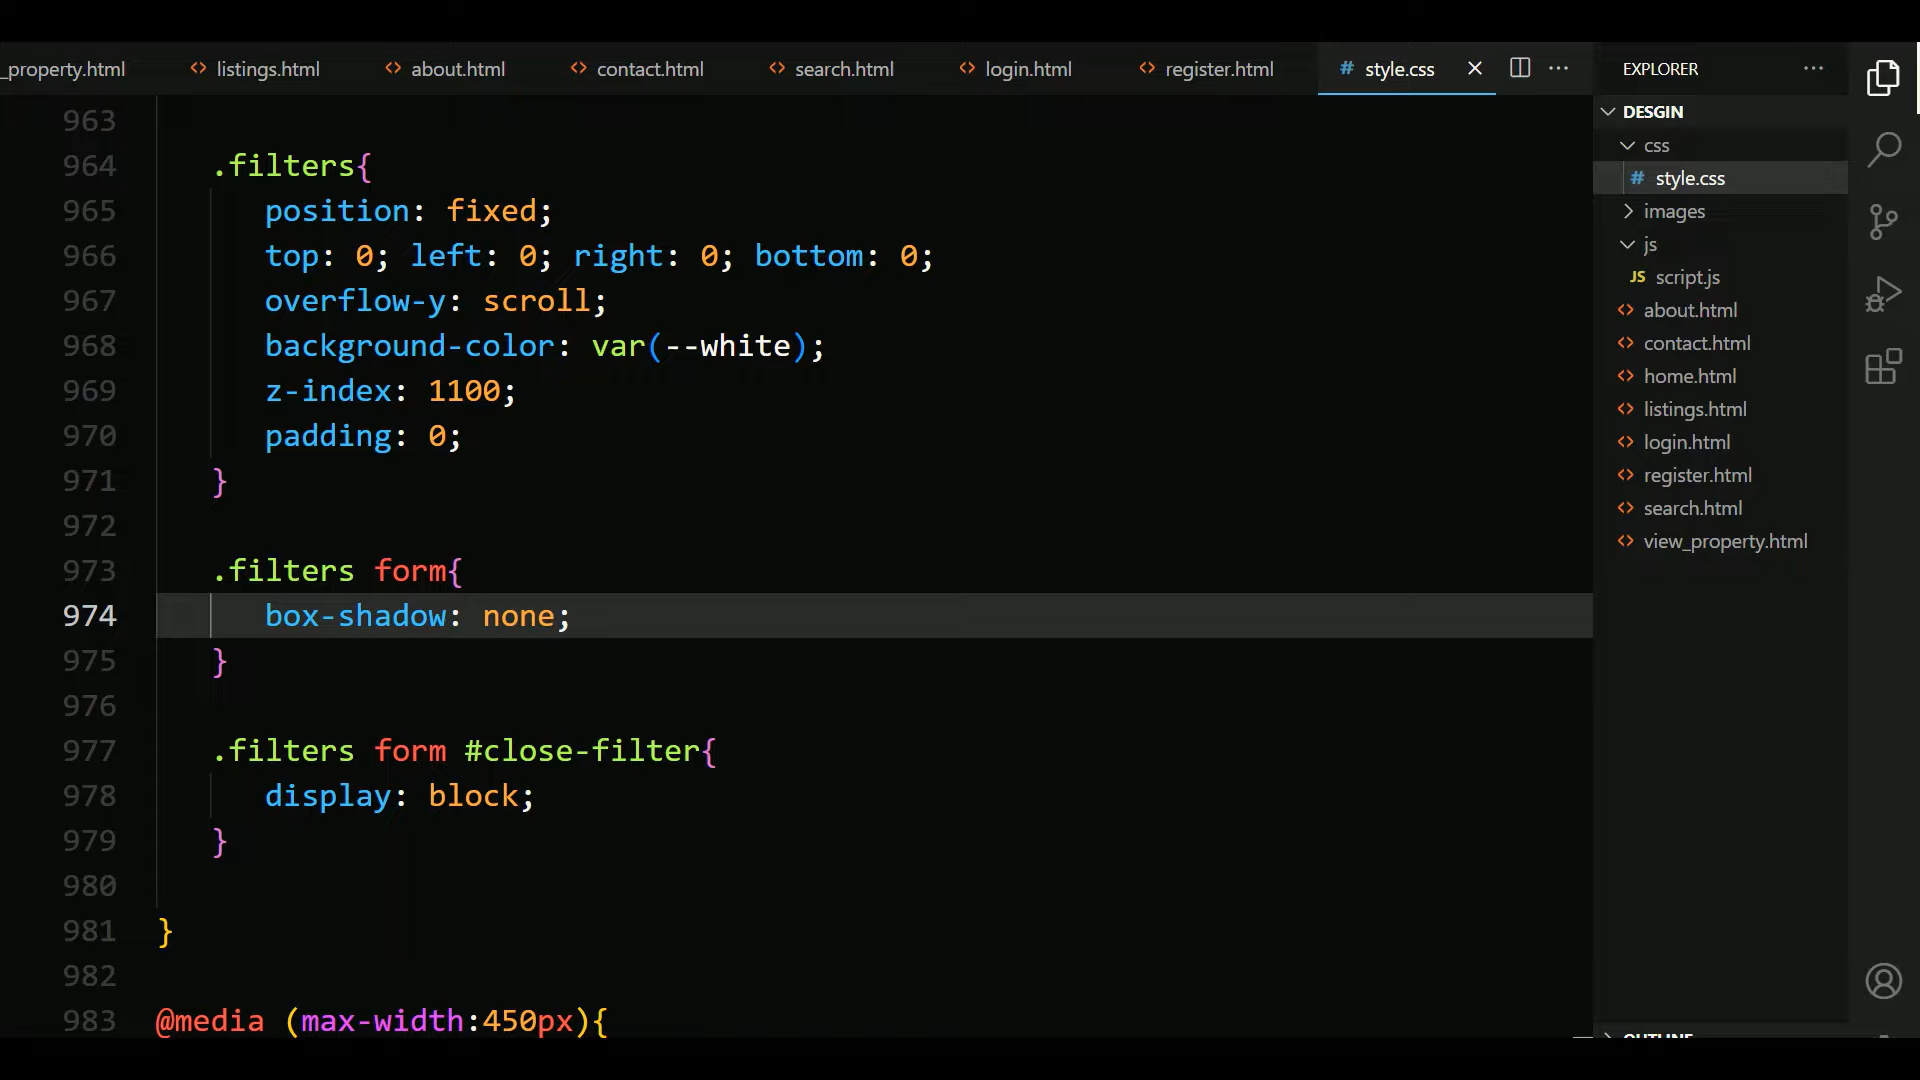 _property.html listings.html about.html contact.html search.html login.html register.html # style.css EXPLORER
963
964 .filters{
965 position: fixed;
966 top: 0; left: 0; right: 0; bottom: 0;
967 overflow-y: scroll;
968 background-color: var(--white);
969 z-index: 1100;
970 padding: 0;
971 }
972
973 .filters form{
974 box-shadow: none;
975 }
976
977 .filters form #close-filter{
978 display: block;
979 }
980
981 }
982
983 @media (max-width:450px){
DESGIN
css
# style.css
images
js
JS script.js
about.html
contact.html
home.html
listings.html
login.html
register.html
search.html
view_property.html
OUTLINE